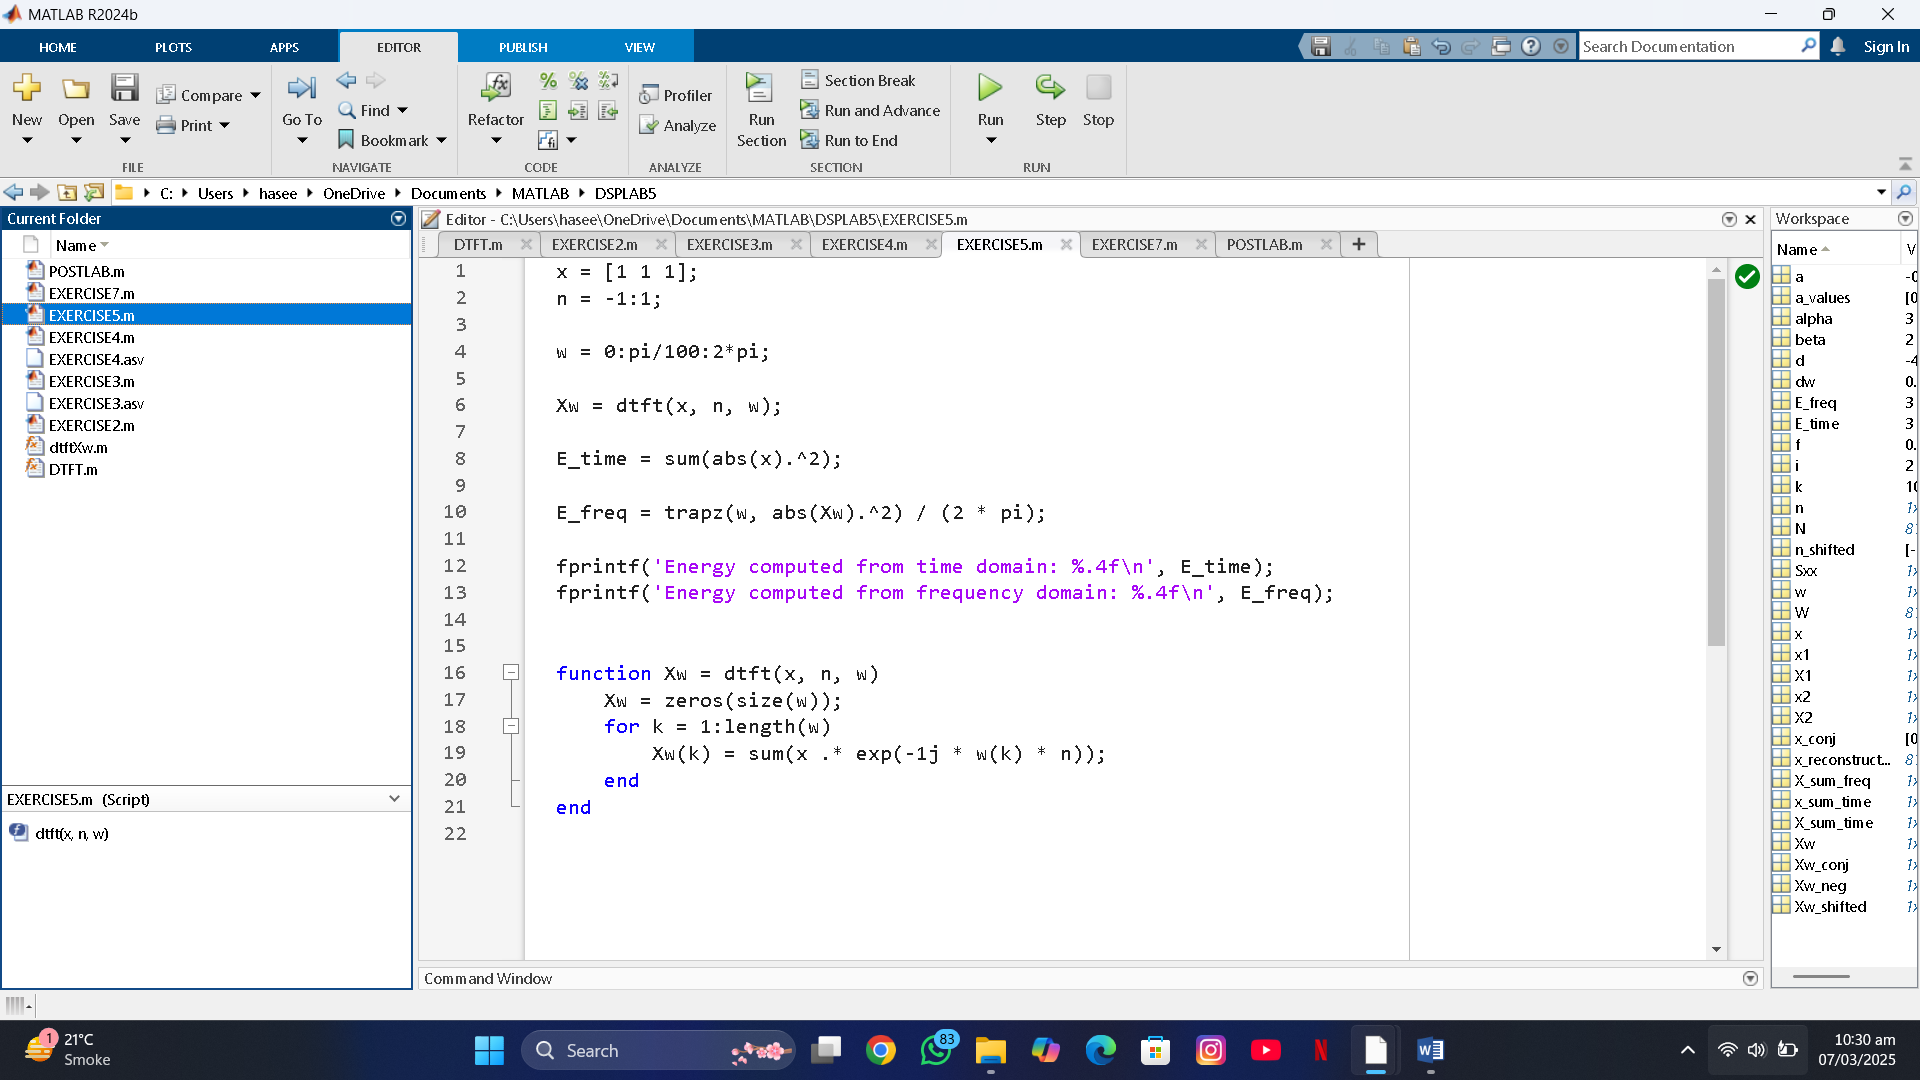 MATLAB R2024b
HOME PLOTS APPS EDITOR PUBLISH VIEW
Search Documentation
Sign In
New Open Save Compare Print
Go To Find Bookmark
Refactor
Profiler Analyze
Run Section
Section Break
Run and Advance
Run to End
Run Step Stop
FILE NAVIGATE CODE ANALYZE SECTION RUN
C: Users hasee OneDrive Documents MATLAB DSPLAB5
Current Folder
Name
POSTLAB.m
EXERCISE7.m
EXERCISE5.m
EXERCISE4.m
EXERCISE4.asv
EXERCISE3.m
EXERCISE3.asv
EXERCISE2.m
dtftXw.m
DTFT.m
EXERCISE5.m (Script)
dtft(x, n, w)
Editor - C:\Users\hasee\OneDrive\Documents\MATLAB\DSPLAB5\EXERCISE5.m
DTFT.m EXERCISE2.m EXERCISE3.m EXERCISE4.m EXERCISE5.m EXERCISE7.m POSTLAB.m
1 x = [1 1 1];
2 n = -1:1;
3
4 w = 0:pi/100:2*pi;
5
6 Xw = dtft(x, n, w);
7
8 E_time = sum(abs(x).^2);
9
10 E_freq = trapz(w, abs(Xw).^2) / (2 * pi);
11
12 fprintf('Energy computed from time domain: %.4f\n', E_time);
13 fprintf('Energy computed from frequency domain: %.4f\n', E_freq);
14
15
16 function Xw = dtft(x, n, w)
17 Xw = zeros(size(w));
18 for k = 1:length(w)
19 Xw(k) = sum(x .* exp(-1j * w(k) * n));
20 end
21 end
22
Command Window
Workspace
Name
a
a_values
alpha 3
beta 2
d
dw
E_freq 3
E_time 3
f
i 2
k
n
N
n_shifted
Sxx
w
W
x
x1
X1
x2
X2
x_conj
x_reconstruct...
X_sum_freq
x_sum_time
X_sum_time
Xw
Xw_conj
Xw_neg
Xw_shifted
1
21°C
Smoke
Search
83
10:30 am
07/03/2025